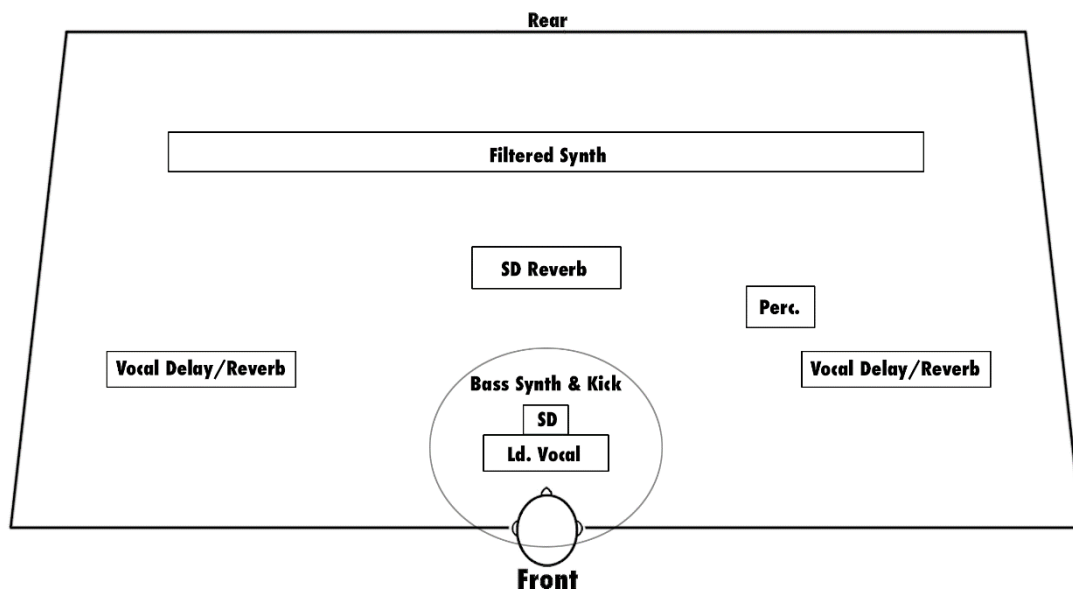 Rear
Filtered Synth
SD Reverb
Perc.
Vocal Delay/Reverb
Vocal Delay/Reverb
Bass Synth & Kick
SD
Ld. Vocal
Front